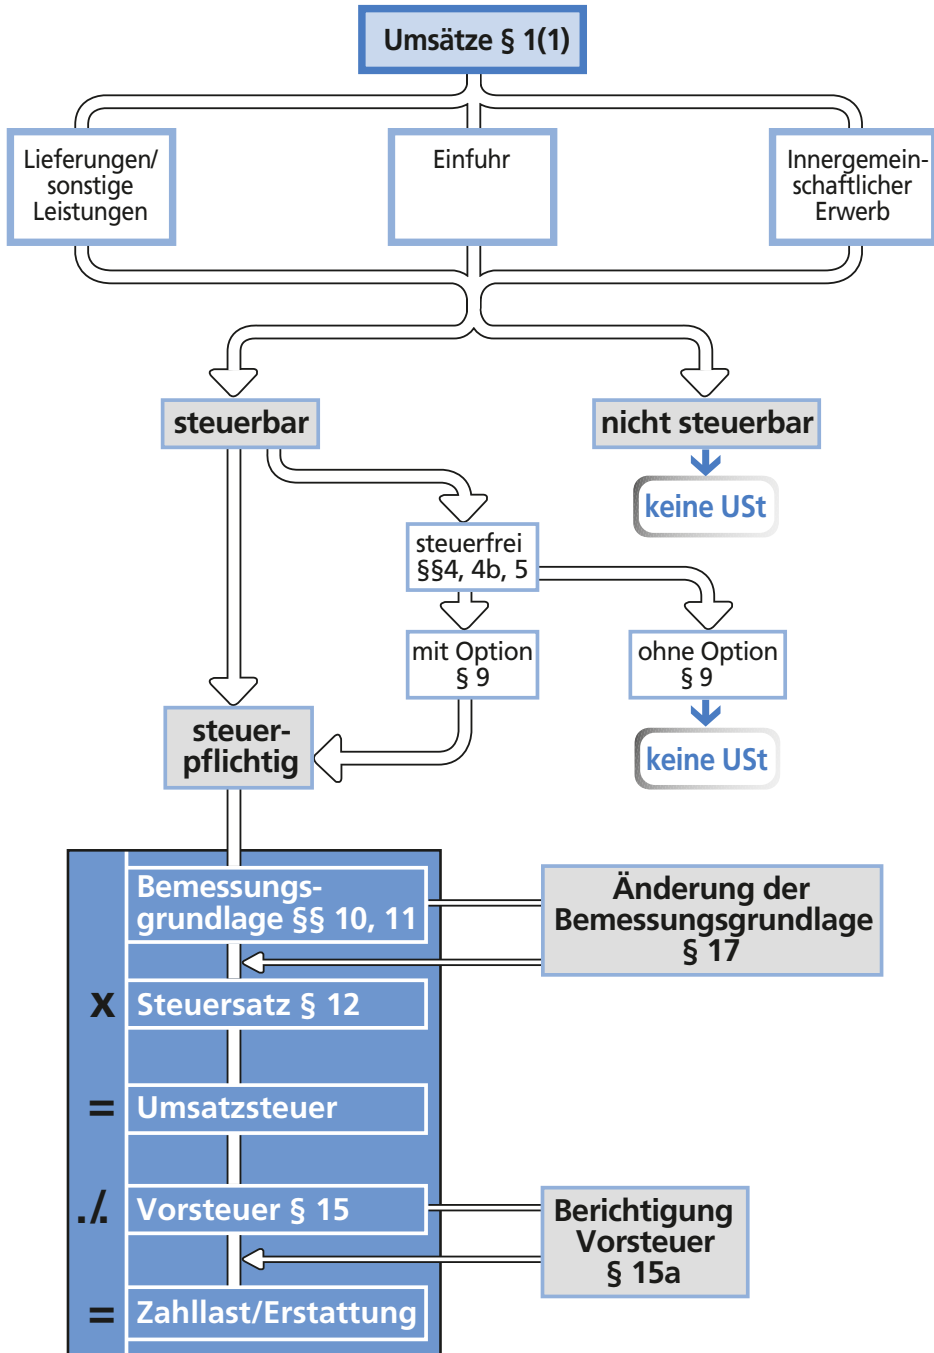 Umsätze § 1(1)
Lieferungen/
sonstige
Leistungen
Einfuhr
Innergemein-
schaftlicher
Erwerb
steuerbar
nicht steuerbar
keine USt
steuerfrei
§§4, 4b, 5
mit Option
§ 9
ohne Option
§ 9
keine USt
steuer-
pflichtig
Bemessungs-
grundlage §§ 10, 11
Änderung der
Bemessungsgrundlage
§ 17
x Steuersatz § 12
= Umsatzsteuer
./. Vorsteuer § 15
Berichtigung
Vorsteuer
§ 15a
= Zahllast/Erstattung